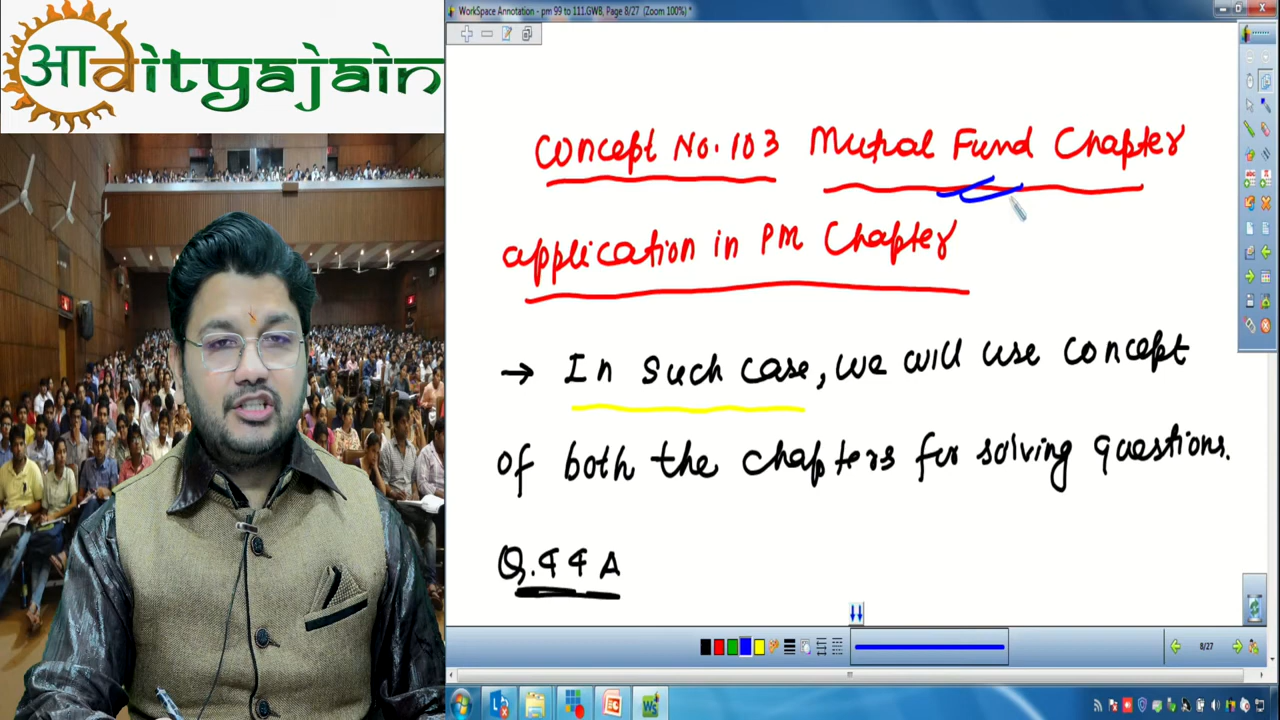 आdityajain
WorkSpace Annotation - pm 99 to 111.GWB, Page 8/27 (Zoom 100%) *
Concept No. 103 Mutual Fund Chapter
application in PM Chapter
→ In such case, we will use concept
of both the chapters for solving questions.
Q.44 A
8/27